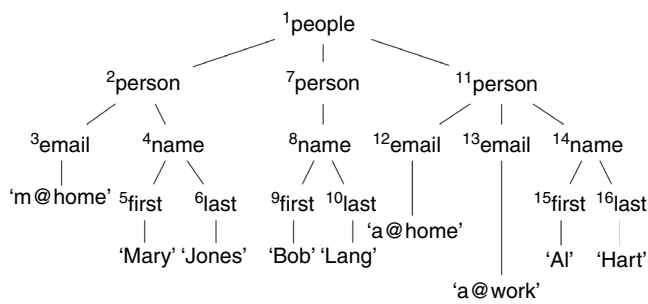 1people
2person 7person 11person
3email 4name 8name 12email 13email 14name
'm@home' 5first 6last 9first 10last 'a@home' 15first 16last
'Mary' 'Jones' 'Bob' 'Lang' 'Al' 'Hart'
'a@work'